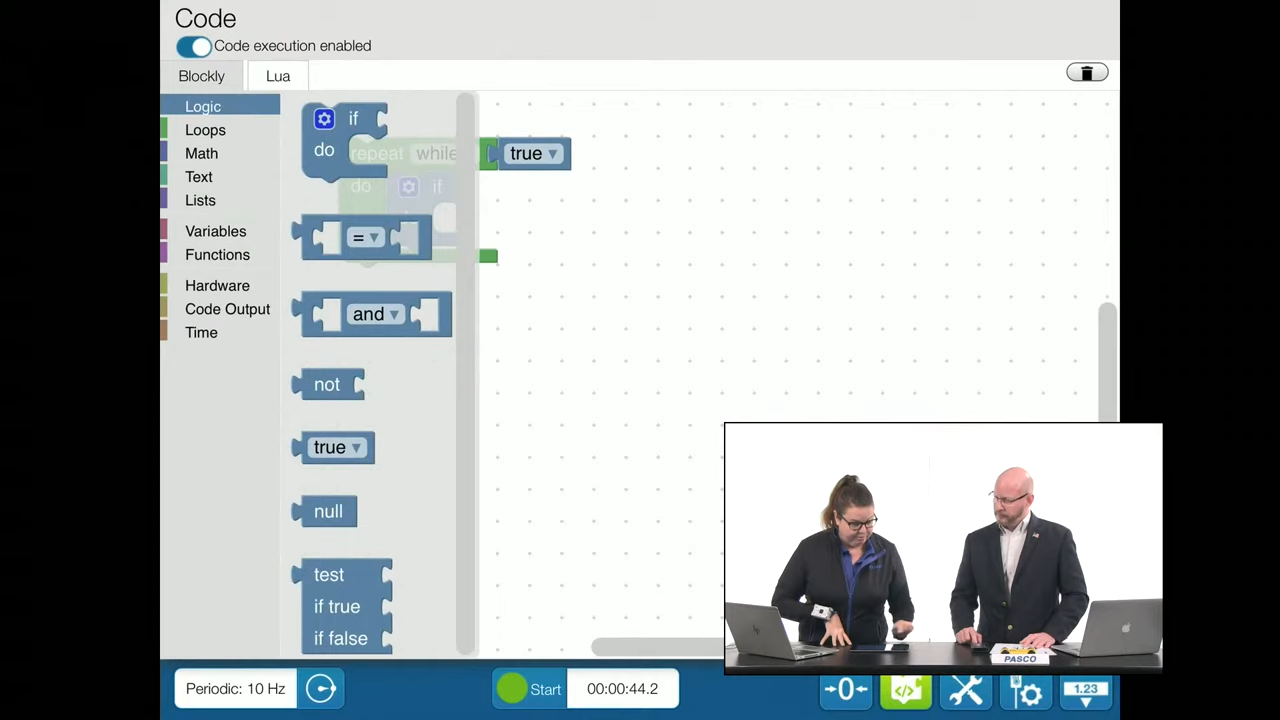 Code
Code execution enabled
Blockly
Lua
Logic
Loops
Math
Text
Lists
Variables
Functions
Hardware
Code Output
Time
if
do
repeat while
true
do
if
=
and
not
true
null
test
if true
if false
PASCO
Periodic: 10 Hz
Start
00:00:44.2
0
</>
1.23